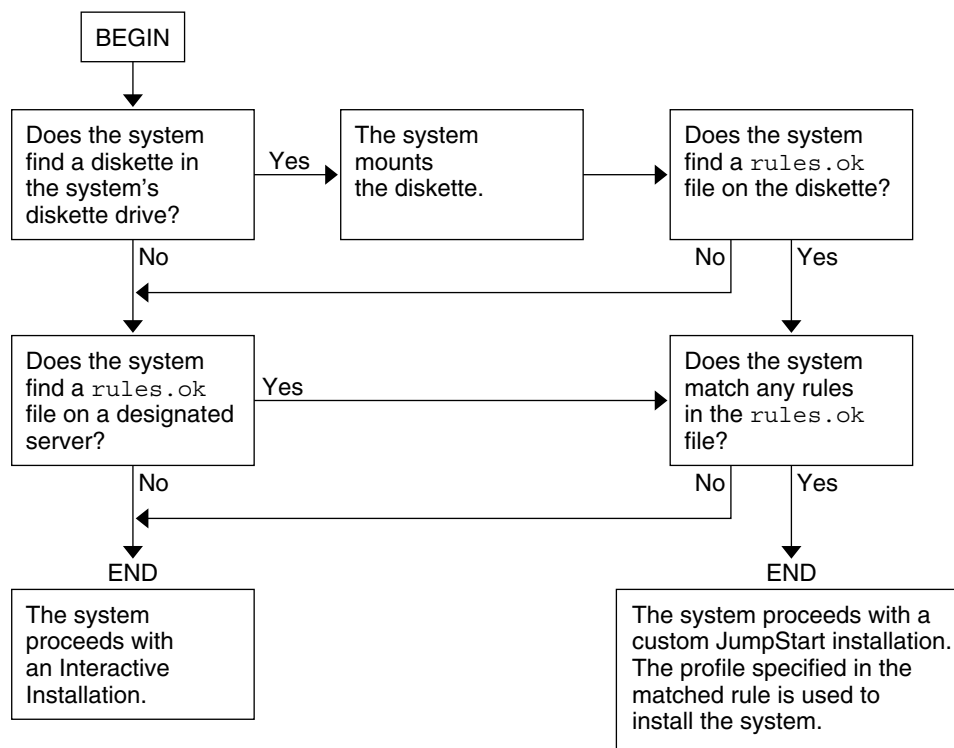 BEGIN
Does the system
find a diskette in
the system's
diskette drive?
Yes
The system
mounts
the diskette.
Does the system
find a rules.ok
file on the diskette?
No
No
Yes
Does the system
find a rules.ok
file on a designated
server?
Yes
Does the system
match any rules
in the rules.ok
file?
No
No
Yes
END
END
The system
proceeds with
an Interactive
Installation.
The system proceeds with a
custom JumpStart installation.
The profile specified in the
matched rule is used to
install the system.